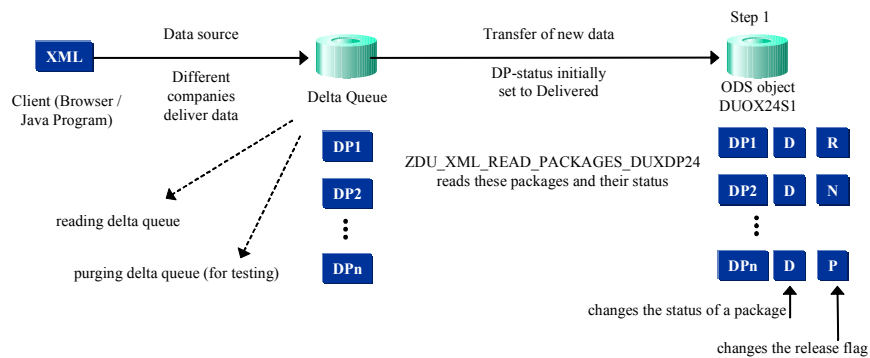 Step 1
Data source
Transfer of new data
XML
Different
companies
deliver data
DP-status initially
set to Delivered
Client (Browser /
Java Program)
Delta Queue
ODS object
DUOX24S1
DP1
DP1 D R
ZDU_XML_READ_PACKAGES_DUXDP24
reads these packages and their status
DP2
DP2 D N
reading delta queue
purging delta queue (for testing)
DPn
DPn D P
changes the status of a package
changes the release flag